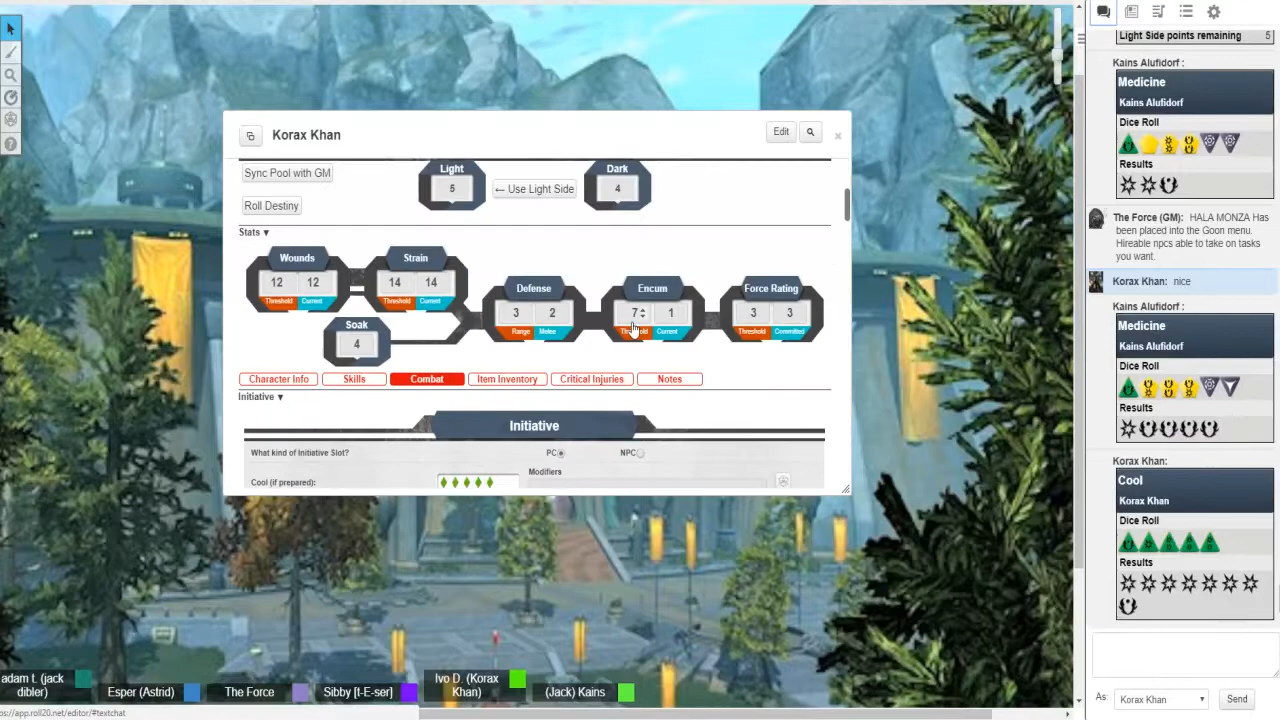 Korax Khan
Edit
×
Sync Pool with GM
Light
5
← Use Light Side
Dark
4
Roll Destiny
Stats ▾
Wounds
12 12
Threshold Current
Strain
14 14
Threshold Current
Soak
4
Defense
3 2
Range Melee
Encum
7 1
Threshold Current
Force Rating
3 3
Threshold Committed
Character Info Skills Combat Item Inventory Critical Injuries Notes
Initiative ▾
Initiative
What kind of Initiative Slot? PC NPC
Cool (if prepared):
Modifiers
adam t. (jack
dibler)
Esper (Astrid)
The Force
Sibby [t-E-ser]
Ivo D. (Korax
Khan)
(Jack) Kains
ps://app.roll20.net/editor/#textchat
Light Side points remaining 5
Kains Alufidorf :
Medicine
Kains Alufidorf
Dice Roll
Results
The Force (GM): HALA MONZA Has
been placed into the Goon menu.
Hireable npcs able to take on tasks
you want.
Korax Khan: nice
Kains Alufidorf :
Medicine
Kains Alufidorf
Dice Roll
Results
Korax Khan:
Cool
Korax Khan
Dice Roll
Results
As: Korax Khan Send